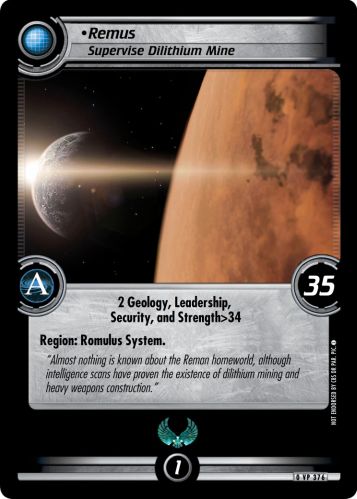 •Remus
Supervise Dilithium Mine
A
35
2 Geology, Leadership,
Security, and Strength>34
Region: Romulus System.
"Almost nothing is known about the Reman homeworld, although
intelligence scans have proven the existence of dilithium mining and
heavy weapons construction."
NOT ENDORSED BY CBS OR PAR. PIC.
1
0 VP 376